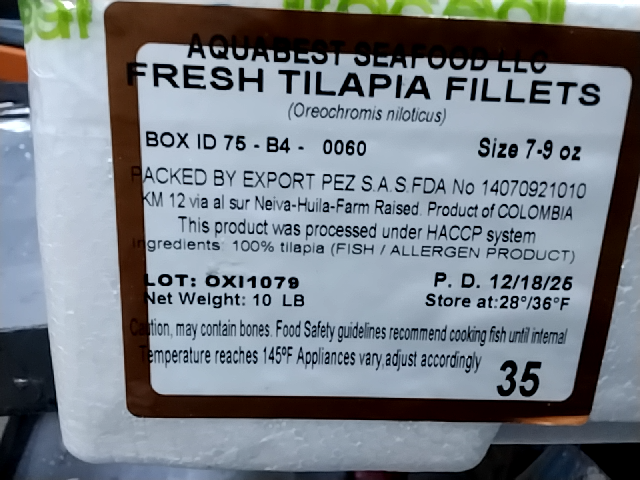 AQUABEST SEAFOOD LLC
FRESH TILAPIA FILLETS
(Oreochromis niloticus)
BOX ID 75 - B4 - 0060 Size 7-9 oz
PACKED BY EXPORT PEZ S.A.S.FDA No 14070921010
KM 12 via al sur Neiva-Huila-Farm Raised. Product of COLOMBIA
This product was processed under HACCP system
Ingredients: 100% tilapia (FISH / ALLERGEN PRODUCT)
LOT: OXI1079 P. D. 12/18/25
Net Weight: 10 LB Store at:28°/36°F
Caution, may contain bones. Food Safety guidelines recommend cooking fish until internal
Temperature reaches 145°F Appliances vary,adjust accordingly
35